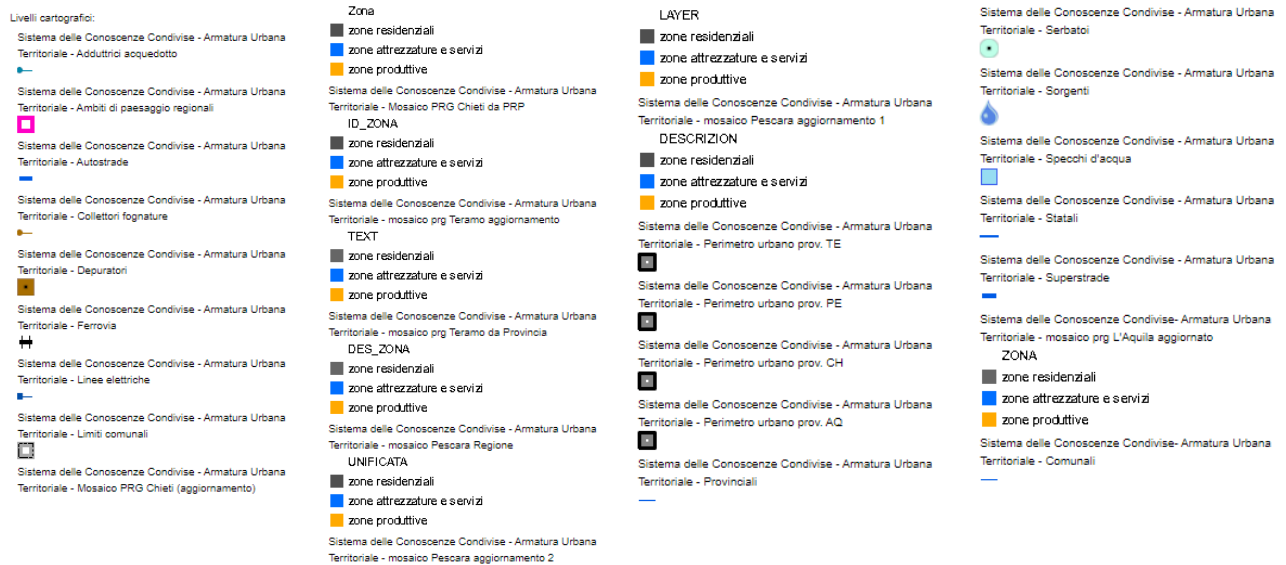 Livelli cartografici:
Sistema delle Conoscenze Condivise - Armatura Urbana
Territoriale - Adduttrici acquedotto
Sistema delle Conoscenze Condivise - Armatura Urbana
Territoriale - Ambiti di paesaggio regionali
Sistema delle Conoscenze Condivise - Armatura Urbana
Territoriale - Autostrade
Sistema delle Conoscenze Condivise - Armatura Urbana
Territoriale - Collettori fognature
Sistema delle Conoscenze Condivise - Armatura Urbana
Territoriale - Depuratori
Sistema delle Conoscenze Condivise - Armatura Urbana
Territoriale - Ferrovia
Sistema delle Conoscenze Condivise - Armatura Urbana
Territoriale - Linee elettriche
Sistema delle Conoscenze Condivise - Armatura Urbana
Territoriale - Limiti comunali
Sistema delle Conoscenze Condivise - Armatura Urbana
Territoriale - Mosaico PRG Chieti (aggiornamento)
Zona
zone residenziali
zone attrezzature e servizi
zone produttive
Sistema delle Conoscenze Condivise - Armatura Urbana
Territoriale - Mosaico PRG Chieti da PRP
ID_ZONA
zone residenziali
zone attrezzature e servizi
zone produttive
Sistema delle Conoscenze Condivise - Armatura Urbana
Territoriale - mosaico prg Teramo aggiornamento
TEXT
zone residenziali
zone attrezzature e servizi
zone produttive
Sistema delle Conoscenze Condivise - Armatura Urbana
Territoriale - mosaico prg Teramo da Provincia
DES_ZONA
zone residenziali
zone attrezzature e servizi
zone produttive
Sistema delle Conoscenze Condivise - Armatura Urbana
Territoriale - mosaico Pescara Regione
UNIFICATA
zone residenziali
zone attrezzature e servizi
zone produttive
Sistema delle Conoscenze Condivise - Armatura Urbana
Territoriale - mosaico Pescara aggiornamento 2
LAYER
zone residenziali
zone attrezzature e servizi
zone produttive
Sistema delle Conoscenze Condivise - Armatura Urbana
Territoriale - mosaico Pescara aggiornamento 1
DESCRIZION
zone residenziali
zone attrezzature e servizi
zone produttive
Sistema delle Conoscenze Condivise - Armatura Urbana
Territoriale - Perimetro urbano prov. TE
Sistema delle Conoscenze Condivise - Armatura Urbana
Territoriale - Perimetro urbano prov. PE
Sistema delle Conoscenze Condivise - Armatura Urbana
Territoriale - Perimetro urbano prov. CH
Sistema delle Conoscenze Condivise - Armatura Urbana
Territoriale - Perimetro urbano prov. AQ
Sistema delle Conoscenze Condivise - Armatura Urbana
Territoriale - Provinciali
Sistema delle Conoscenze Condivise - Armatura Urbana
Territoriale - Serbatoi
Sistema delle Conoscenze Condivise - Armatura Urbana
Territoriale - Sorgenti
Sistema delle Conoscenze Condivise - Armatura Urbana
Territoriale - Specchi d'acqua
Sistema delle Conoscenze Condivise - Armatura Urbana
Territoriale - Statali
Sistema delle Conoscenze Condivise - Armatura Urbana
Territoriale - Superstrade
Sistema delle Conoscenze Condivise- Armatura Urbana
Territoriale - mosaico prg L'Aquila aggiornato
ZONA
zone residenziali
zone attrezzature e servizi
zone produttive
Sistema delle Conoscenze Condivise- Armatura Urbana
Territoriale - Comunali